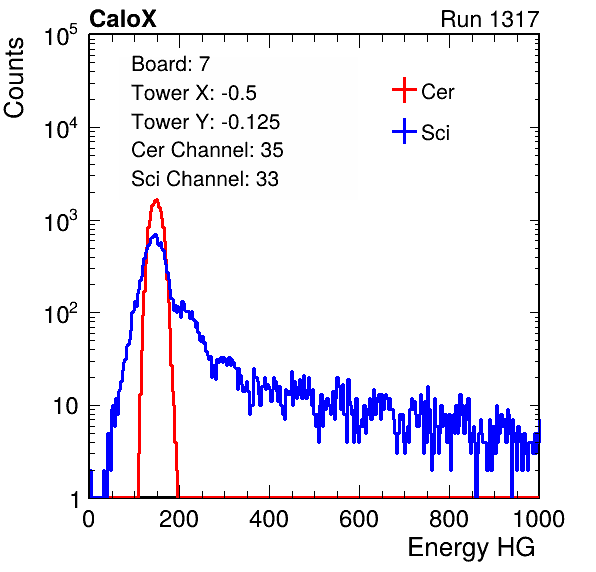 CaloX Run 1317
Counts
10^5
10^4
10^3
10^2
10
1
Board: 7
Tower X: -0.5
Tower Y: -0.125
Cer Channel: 35
Sci Channel: 33
Cer
Sci
0 200 400 600 800 1000
Energy HG